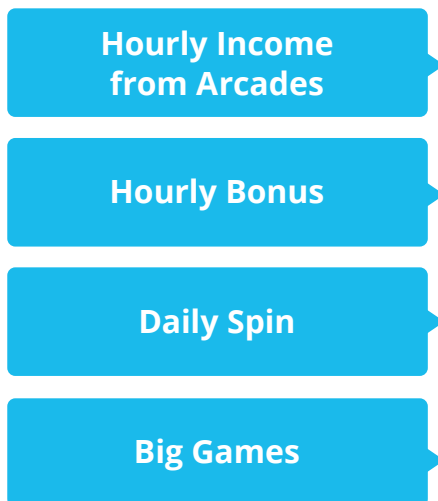 Hourly Income
from Arcades
Hourly Bonus
Daily Spin
Big Games